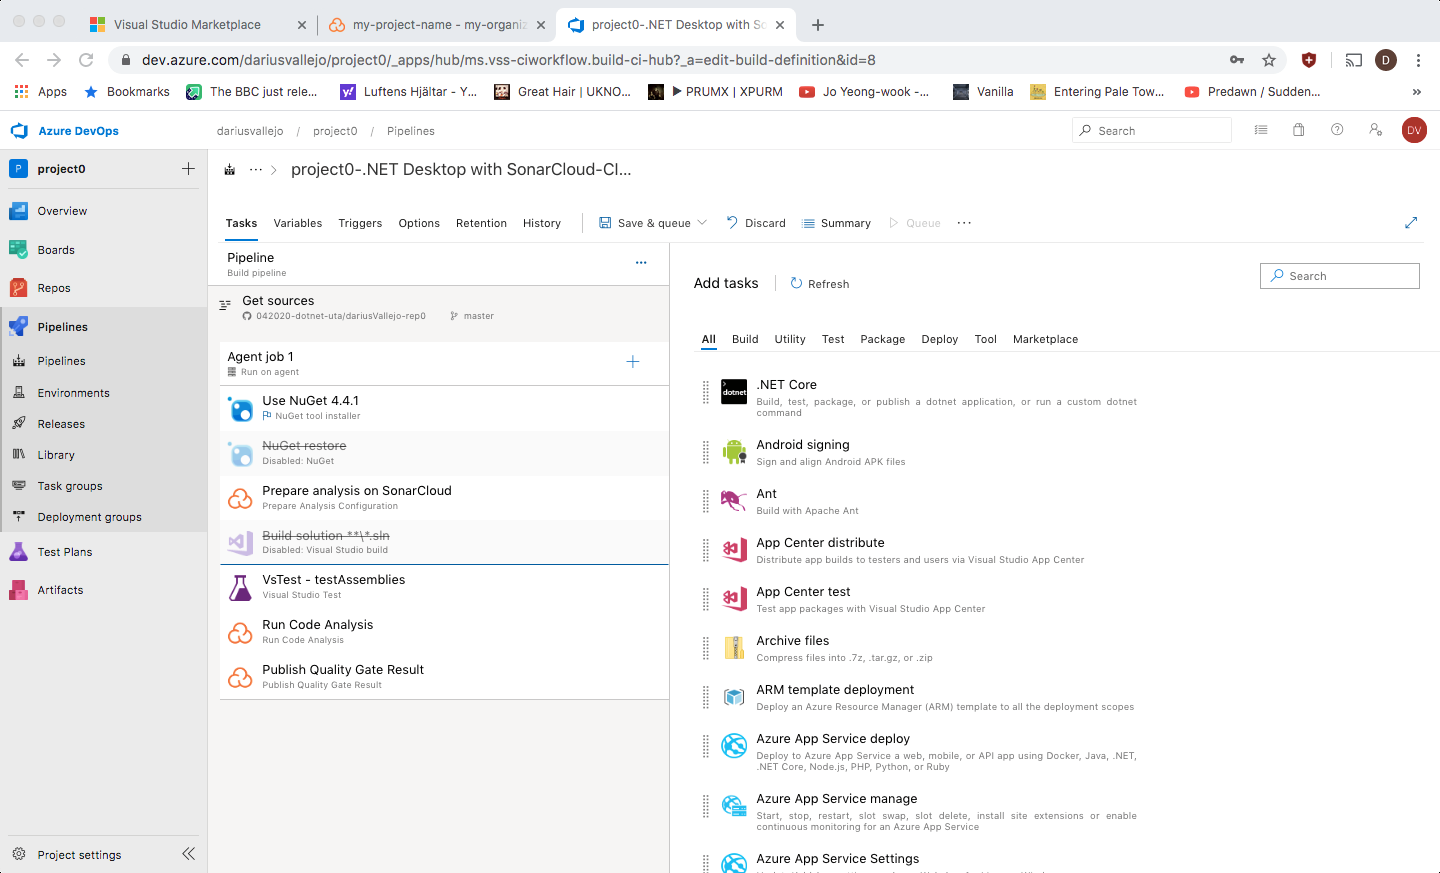 Visual Studio Marketplace
my-project-name - my-organiz
project0-.NET Desktop with So
dev.azure.com/dariusvallejo/project0/_apps/hub/ms.vss-ciworkflow.build-ci-hub?_a=edit-build-definition&id=8
D
Apps
Bookmarks
The BBC just rele...
Luftens Hjältar - Y...
Great Hair | UKNO...
▶ PRUMX | XPURM
Jo Yeong-wook -...
Vanilla
Entering Pale Tow...
Predawn / Sudden...
»
Azure DevOps
dariusvallejo / project0 / Pipelines
Search
DV
P project0
Overview
Boards
Repos
Pipelines
Pipelines
Environments
Releases
Library
Task groups
Deployment groups
Test Plans
Artifacts
Project settings
project0-.NET Desktop with SonarCloud-CI...
Tasks
Variables
Triggers
Options
Retention
History
Save & queue
Discard
Summary
Queue
Pipeline
Build pipeline
Get sources
042020-dotnet-uta/dariusVallejo-rep0
master
Agent job 1
Run on agent
Use NuGet 4.4.1
NuGet tool installer
NuGet restore
Disabled: NuGet
Prepare analysis on SonarCloud
Prepare Analysis Configuration
Build solution **\*.sln
Disabled: Visual Studio build
VsTest - testAssemblies
Visual Studio Test
Run Code Analysis
Run Code Analysis
Publish Quality Gate Result
Publish Quality Gate Result
Add tasks
Refresh
Search
All
Build
Utility
Test
Package
Deploy
Tool
Marketplace
dotnet
.NET Core
Build, test, package, or publish a dotnet application, or run a custom dotnet
command
Android signing
Sign and align Android APK files
Ant
Build with Apache Ant
App Center distribute
Distribute app builds to testers and users via Visual Studio App Center
App Center test
Test app packages with Visual Studio App Center
Archive files
Compress files into .7z, .tar.gz, or .zip
ARM template deployment
Deploy an Azure Resource Manager (ARM) template to all the deployment scopes
Azure App Service deploy
Deploy to Azure App Service a web, mobile, or API app using Docker, Java, .NET,
.NET Core, Node.js, PHP, Python, or Ruby
Azure App Service manage
Start, stop, restart, slot swap, slot delete, install site extensions or enable
continuous monitoring for an Azure App Service
Azure App Service Settings